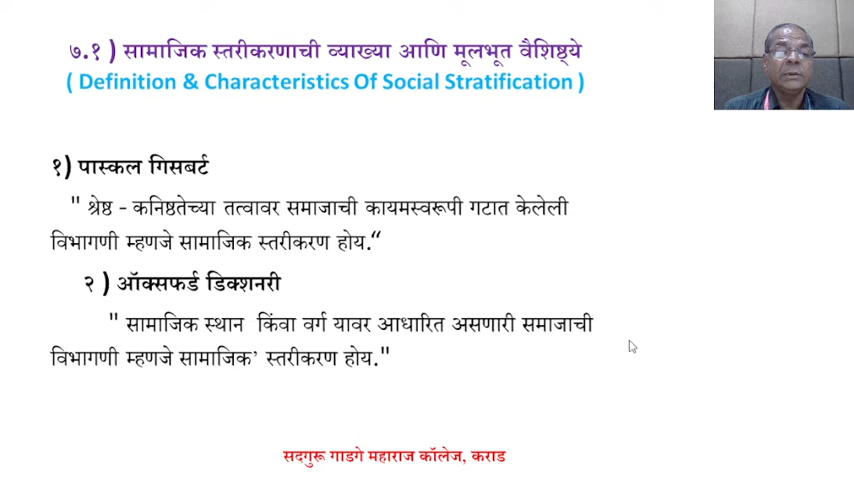 ७.१ ) सामाजिक स्तरीकरणाची व्याख्या आणि मूलभूत वैशिष्ट्ये
( Definition & Characteristics Of Social Stratification )
१) पास्कल गिसबर्ट
" श्रेष्ठ - कनिष्ठतेच्या तत्वावर समाजाची कायमस्वरूपी गटात केलेली
विभागणी म्हणजे सामाजिक स्तरीकरण होय.“
२ ) ऑक्सफर्ड डिक्शनरी
" सामाजिक स्थान किंवा वर्ग यावर आधारित असणारी समाजाची
विभागणी म्हणजे सामाजिक’ स्तरीकरण होय."
सदगुरू गाडगे महाराज कॉलेज, कराड